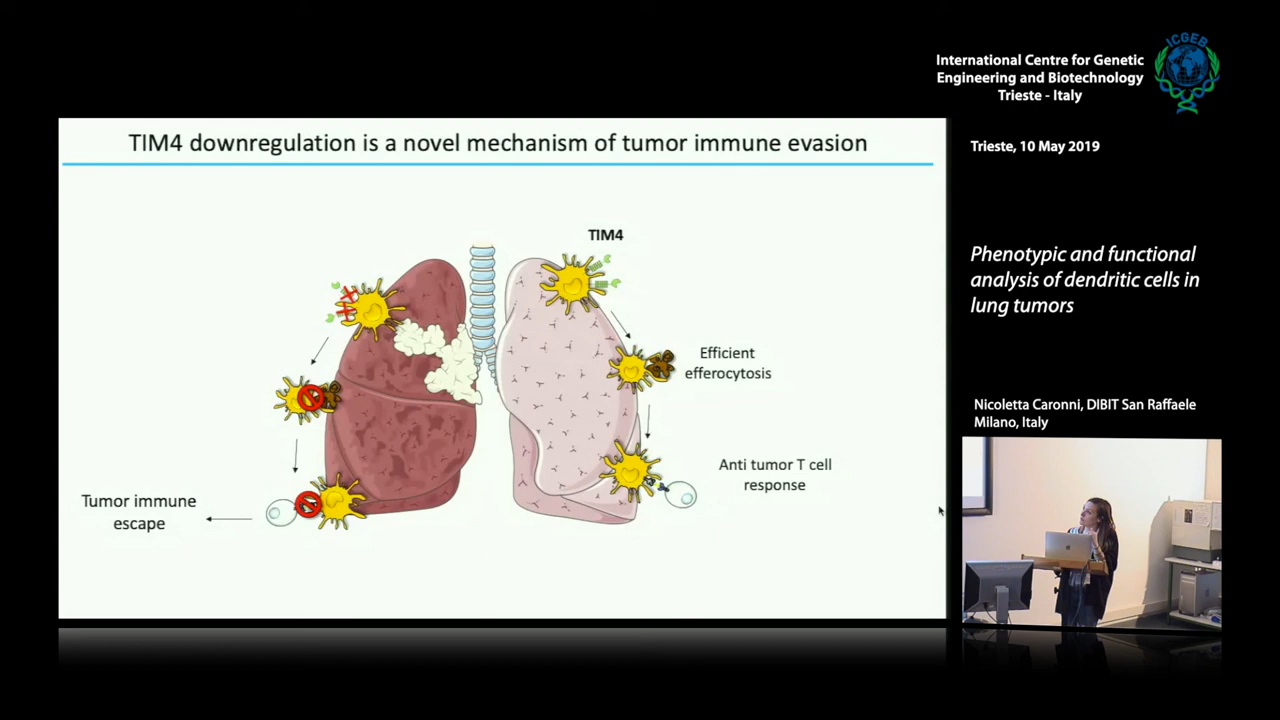 ICGEB
International Centre for Genetic
Engineering and Biotechnology
Trieste - Italy
Trieste, 10 May 2019
TIM4 downregulation is a novel mechanism of tumor immune evasion
TIM4
Efficient
efferocytosis
Anti tumor T cell
response
Tumor immune
escape
Phenotypic and functional
analysis of dendritic cells in
lung tumors
Nicoletta Caronni, DIBIT San Raffaele
Milano, Italy